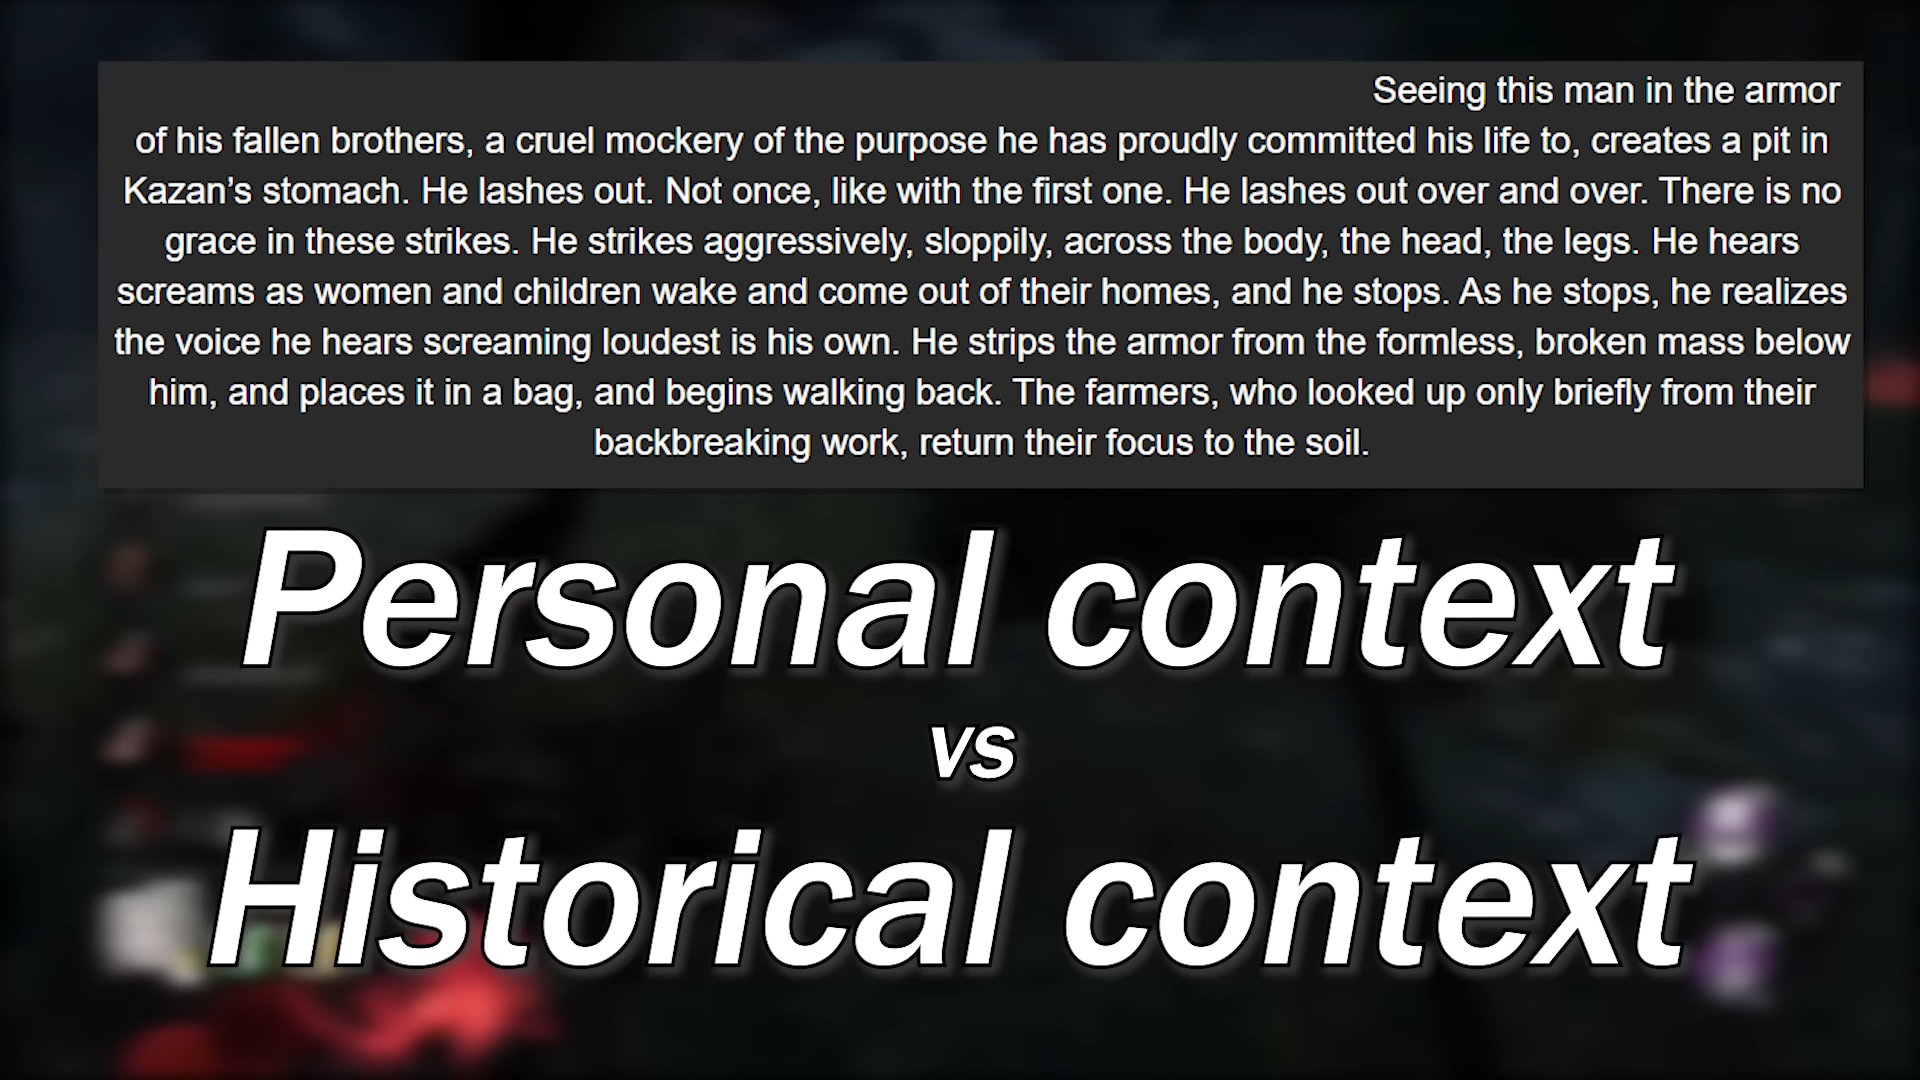 Seeing this man in the armor
of his fallen brothers, a cruel mockery of the purpose he has proudly committed his life to, creates a pit in
Kazan’s stomach. He lashes out. Not once, like with the first one. He lashes out over and over. There is no
grace in these strikes. He strikes aggressively, sloppily, across the body, the head, the legs. He hears
screams as women and children wake and come out of their homes, and he stops. As he stops, he realizes
the voice he hears screaming loudest is his own. He strips the armor from the formless, broken mass below
him, and places it in a bag, and begins walking back. The farmers, who looked up only briefly from their
backbreaking work, return their focus to the soil.
Personal context
vs
Historical context